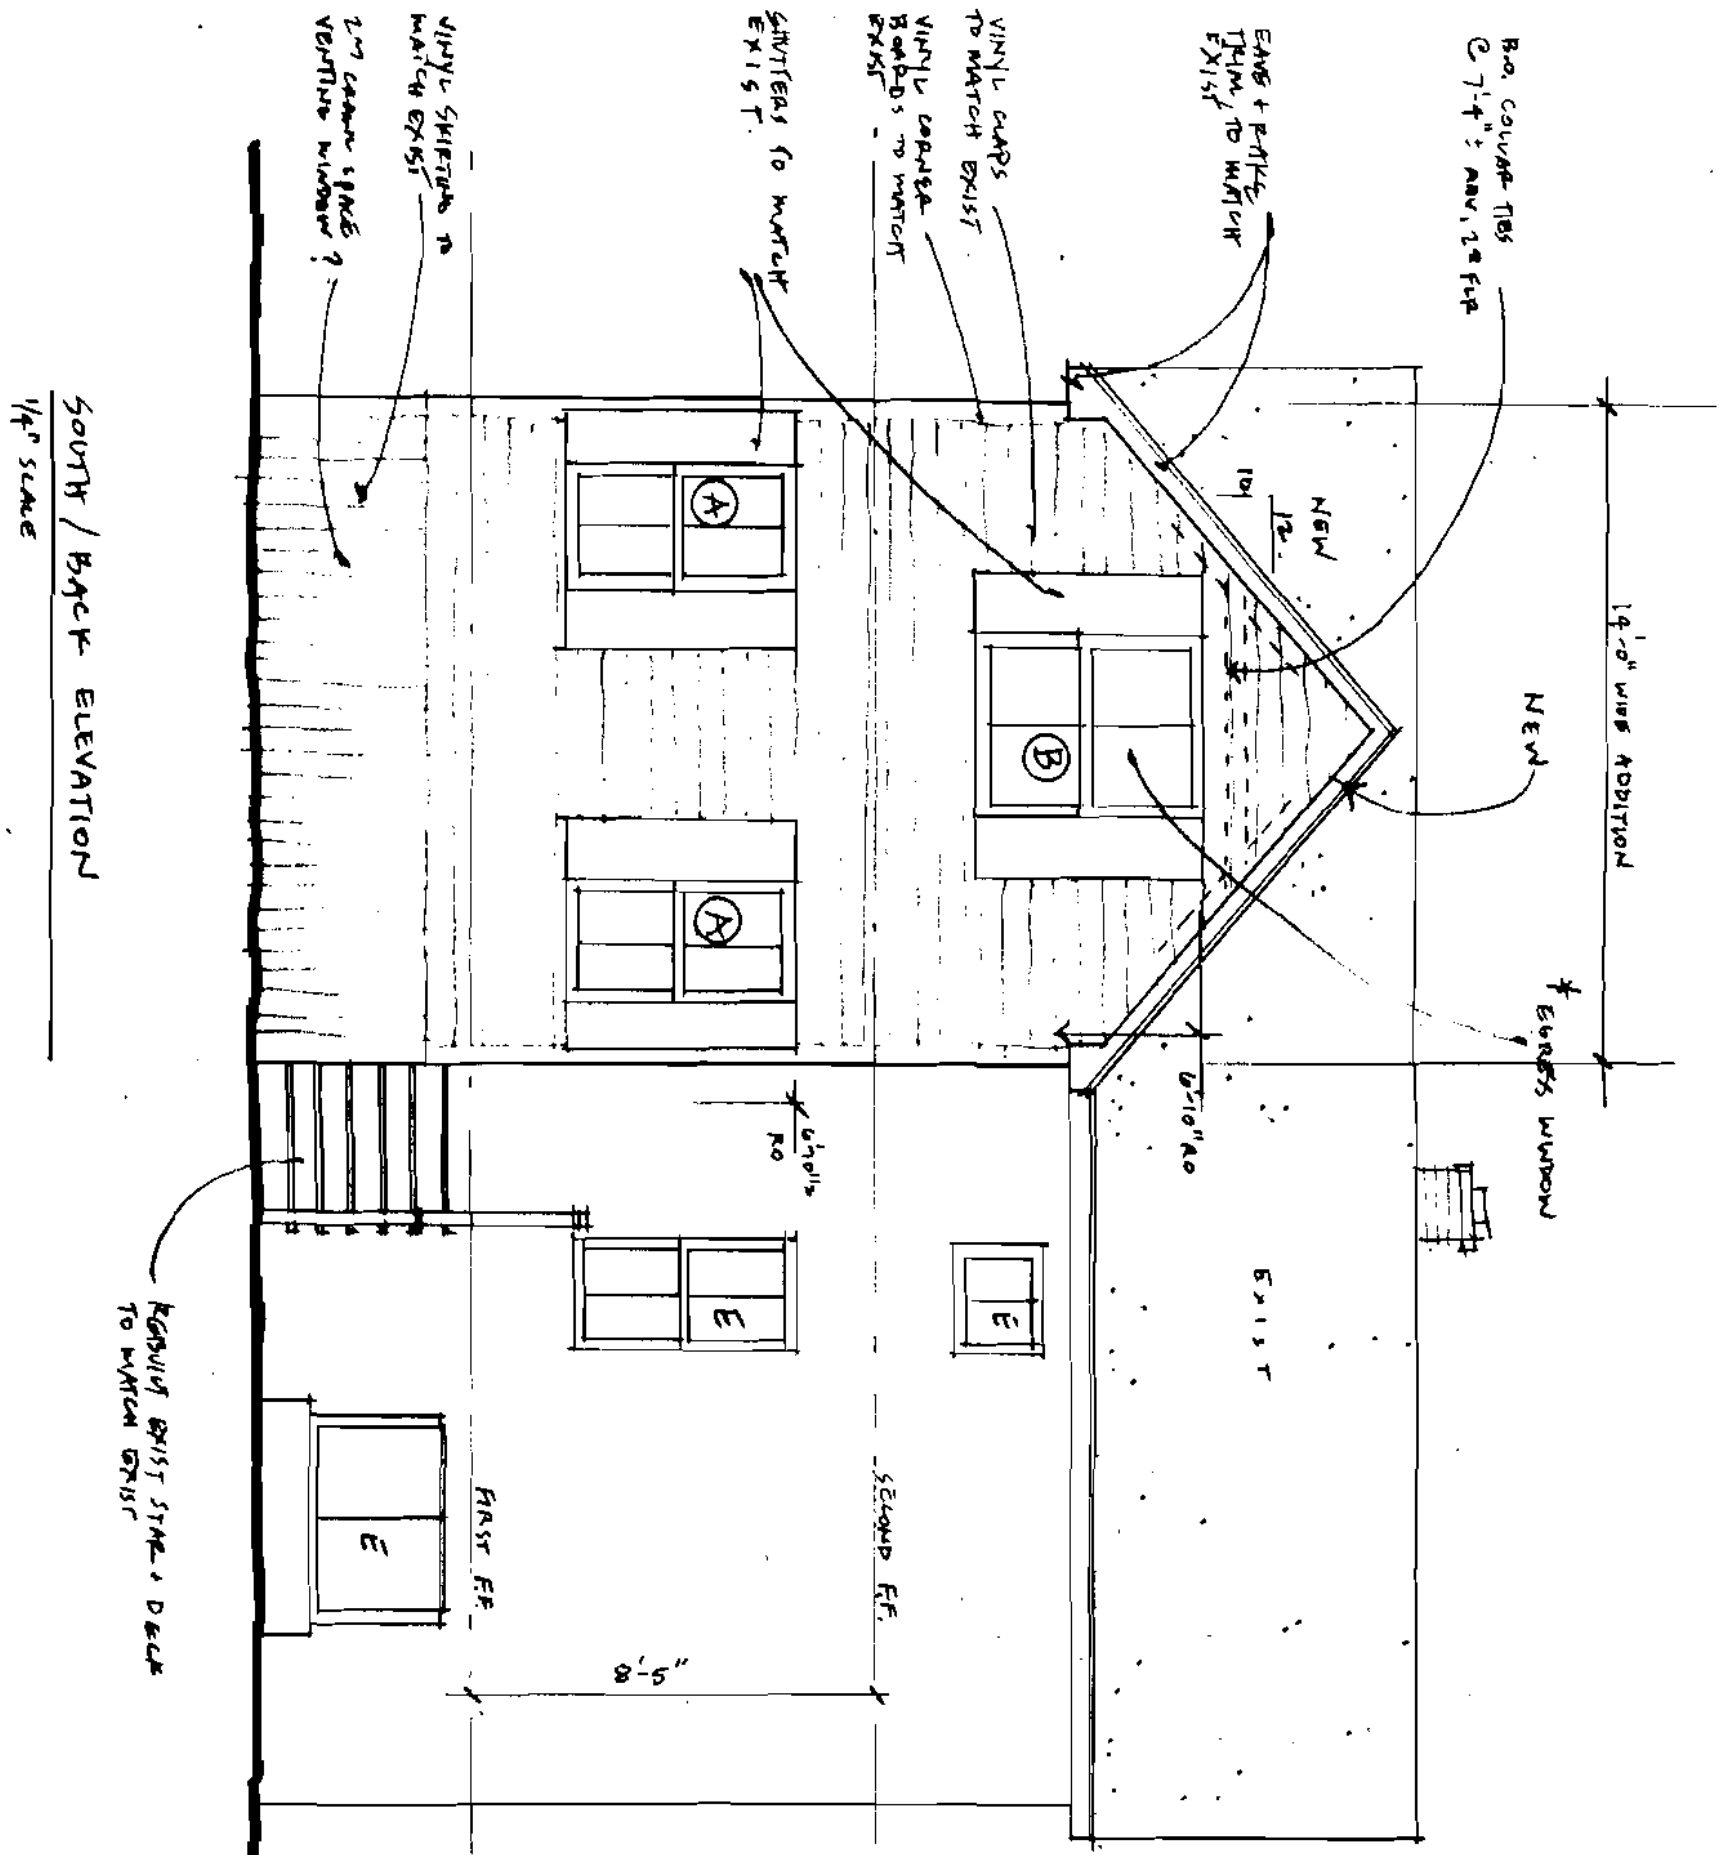 14'-0" WIDE ADDITION
B.O. COLLAR TIES
@ 7'-4" ± ABV. 2ND FLR
NEW
* EGRESS WINDOW
NEW
12
10
EXIST
EAVE + RAKE
TRIM TO MATCH
EXIST
6'-10" RO
VINYL CLAPS
TO MATCH EXIST
VINYL CORNER
BOARDS TO MATCH
EXIST.
B
E
SECOND F.F.
SHUTTERS TO MATCH
EXIST.
A
A
6'-10 1/2
RO
E
8'-5"
FIRST F.F.
VINYL SKIRTING TO
MATCH EXIST
CRAWL SPACE
VENTING WINDOW ?
E
REBUILD EXIST STAIR + DECK
TO MATCH EXIST
SOUTH / BACK ELEVATION
1/4" SCALE